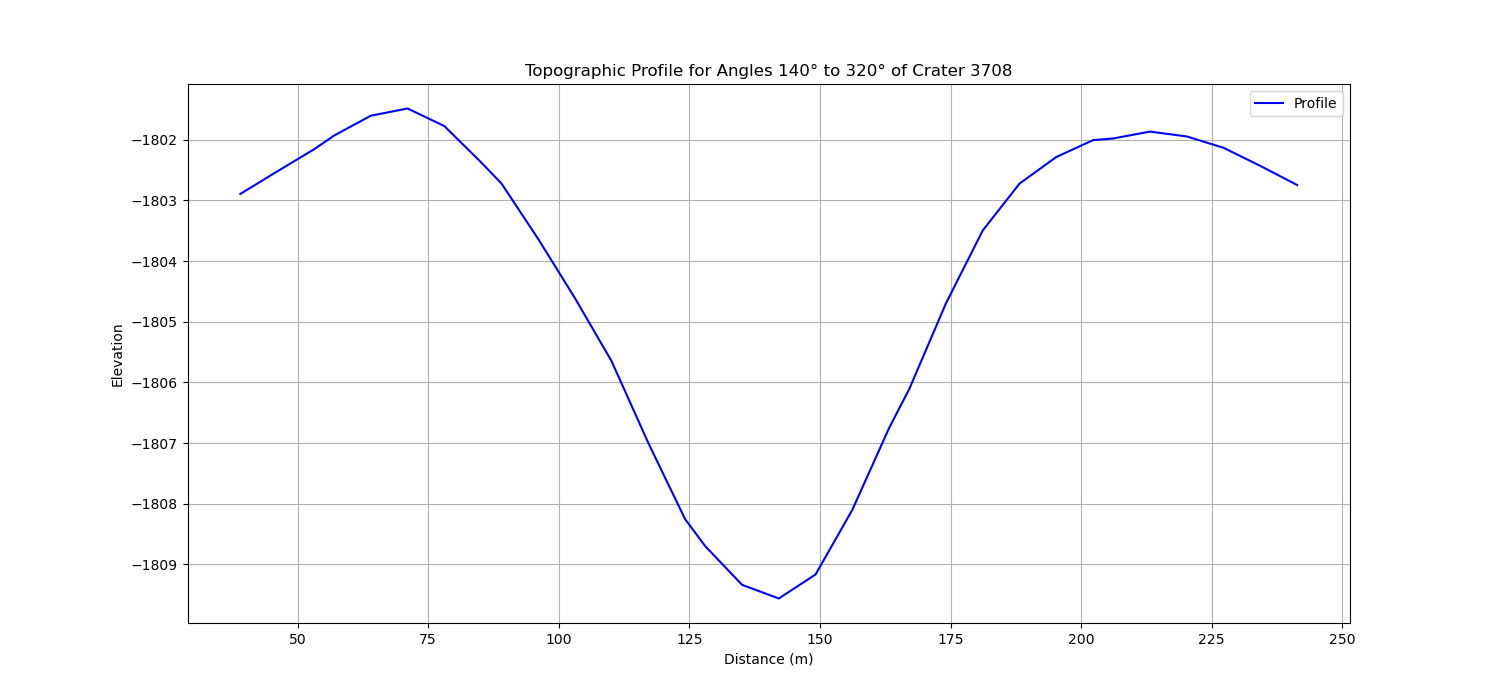 Topographic Profile for Angles 140° to 320° of Crater 3708
Profile
−1802
−1803
−1804
−1805
−1806
−1807
−1808
−1809
Elevation
50 75 100 125 150 175 200 225 250
Distance (m)